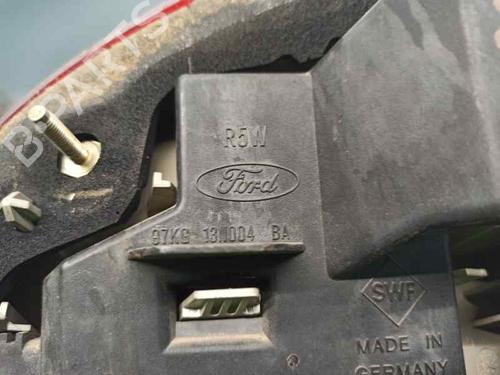 B-PARTS
R5W
Ford
97KG 13N004 BA
SWF
MADE IN
GERMANY